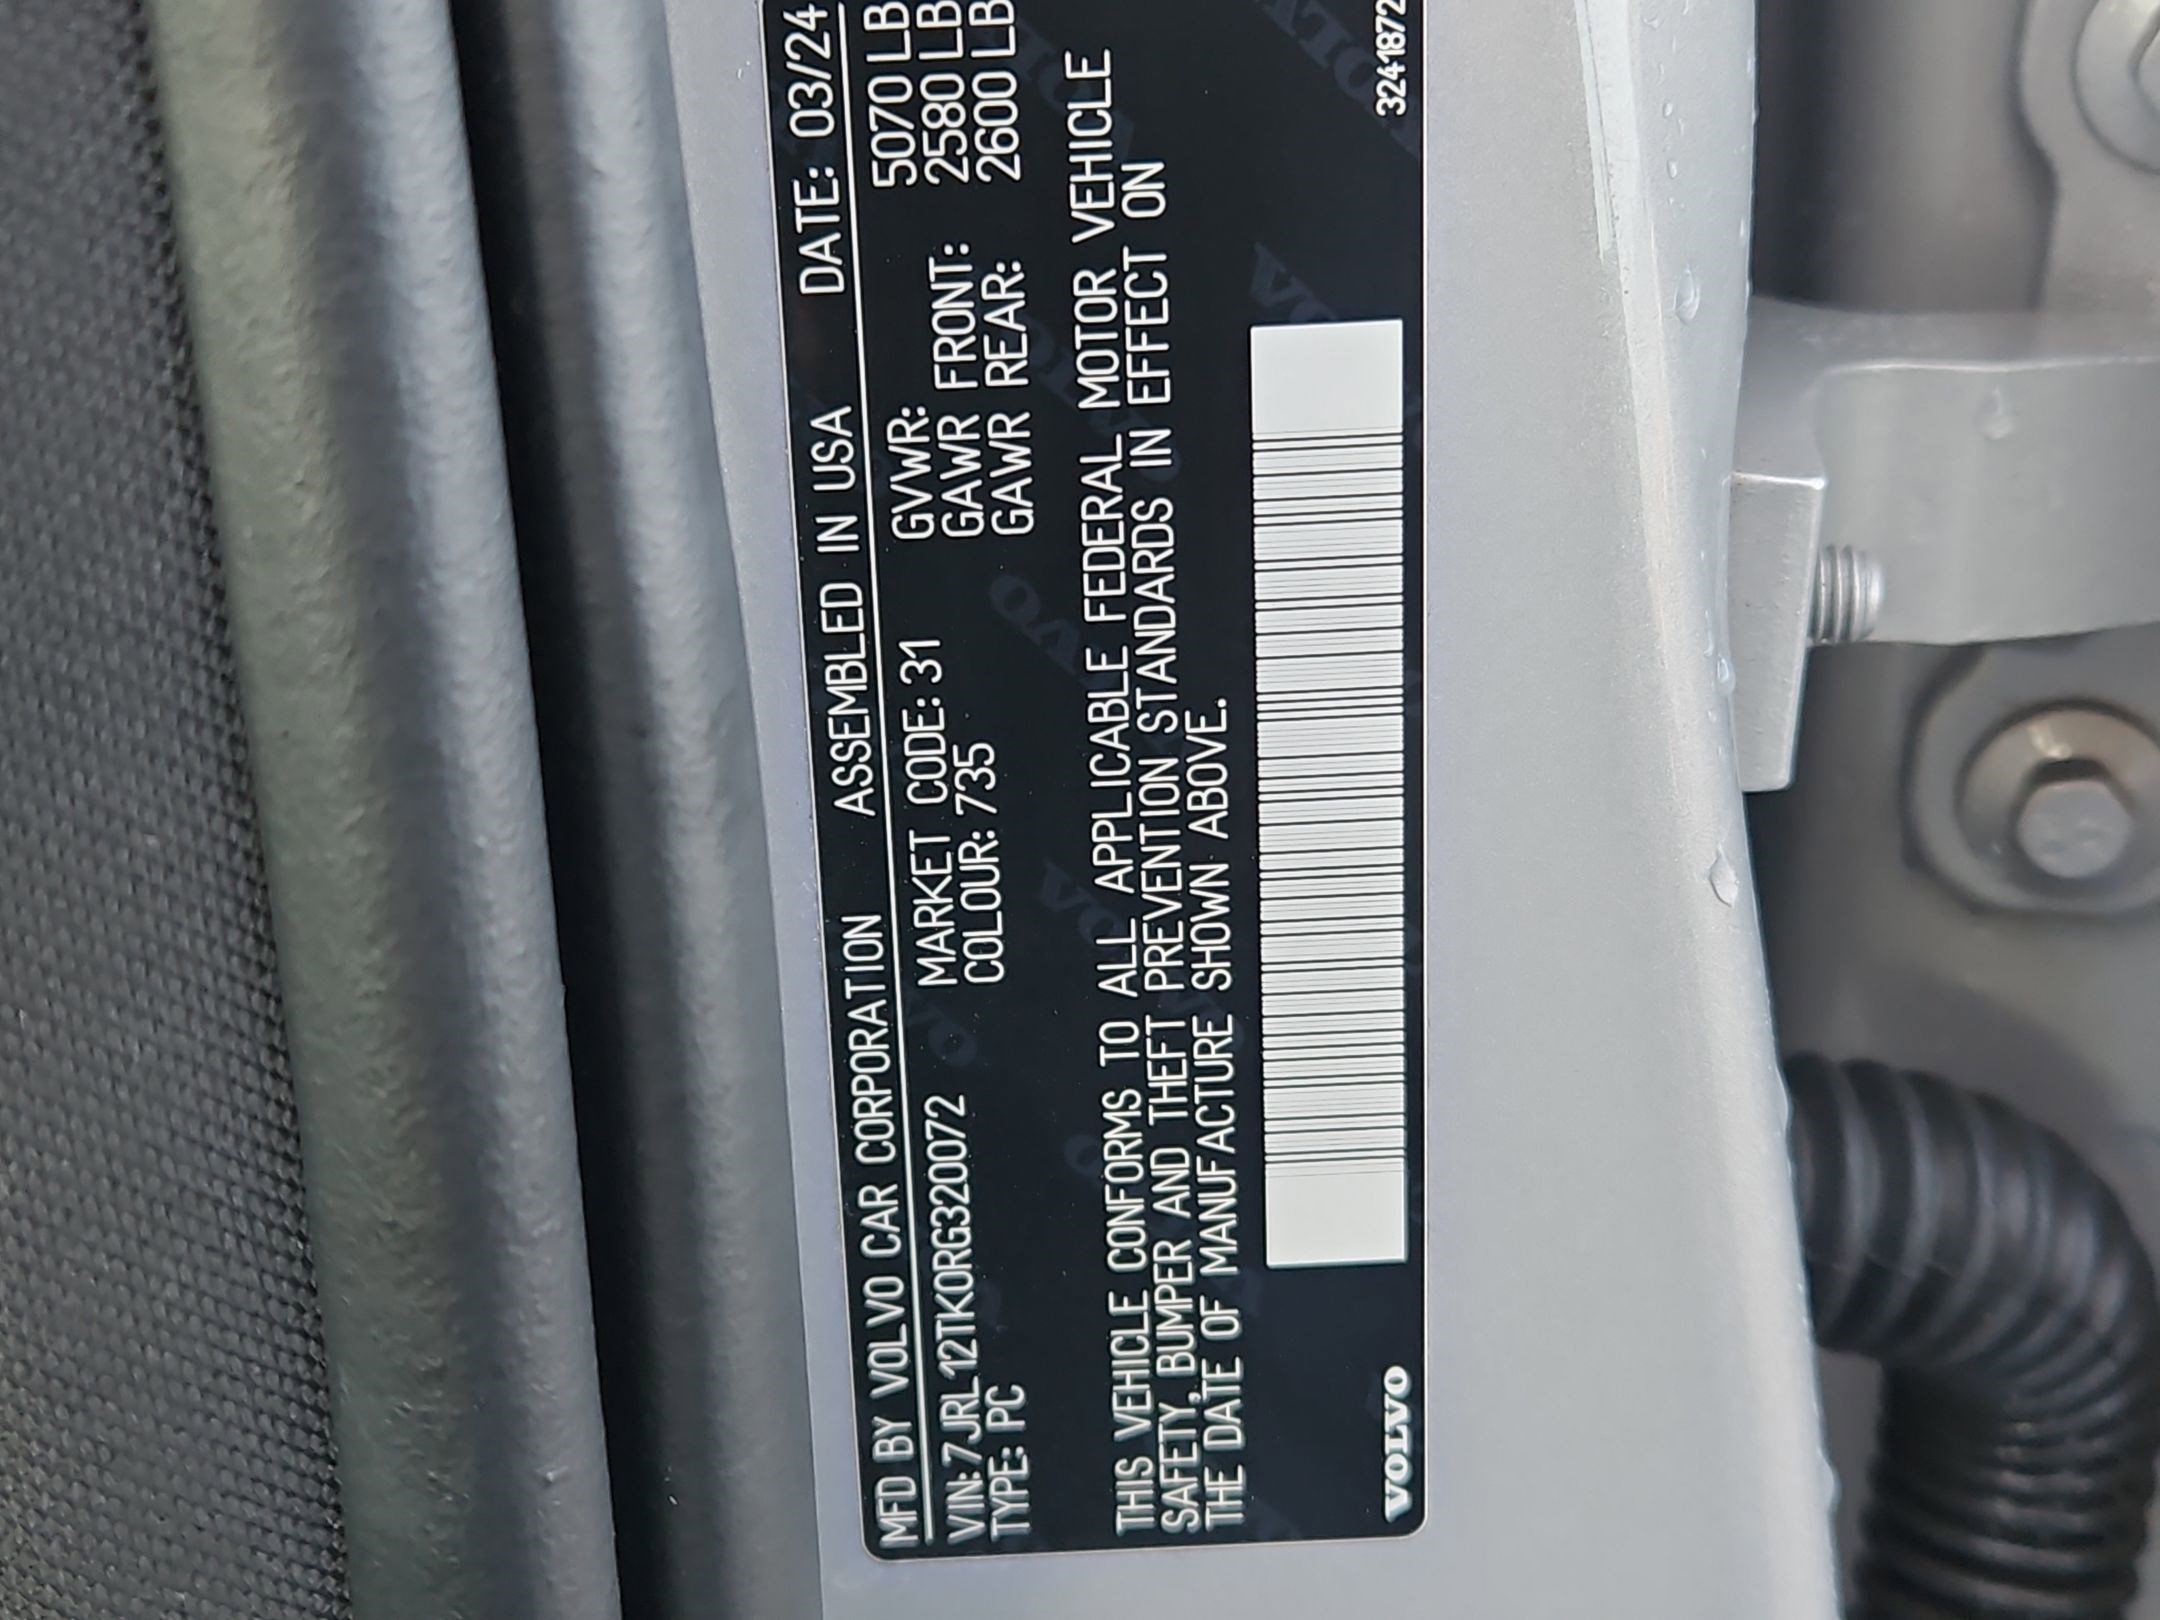 MFD BY VOLVO CAR CORPORATION ASSEMBLED IN USA DATE: 03/24
VIN: 7JRL12TK0RG320072 MARKET CODE: 31 GVWR: 5070 LB
TYPE: PC COLOUR: 735 GAWR FRONT: 2580 LB
GAWR REAR: 2600 LB
THIS VEHICLE CONFORMS TO ALL APPLICABLE FEDERAL MOTOR VEHICLE
SAFETY, BUMPER AND THEFT PREVENTION STANDARDS IN EFFECT ON
THE DATE OF MANUFACTURE SHOWN ABOVE.
VOLVO 3241872